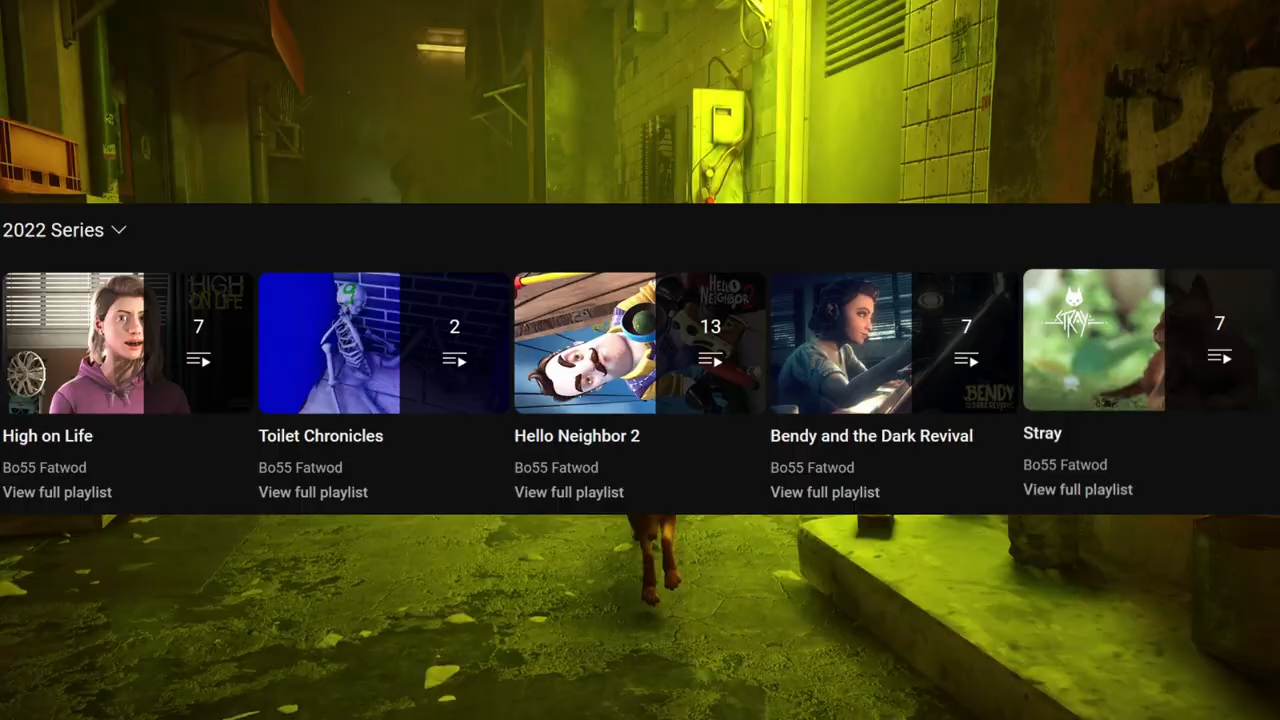 2022 Series
HIGH
ON LIFE
7
2
HELLO
NEIGHBOR 2
13
7
BENDY
STRAY
7
High on Life
Toilet Chronicles
Hello Neighbor 2
Bendy and the Dark Revival
Stray
Bo55 Fatwod
Bo55 Fatwod
Bo55 Fatwod
Bo55 Fatwod
Bo55 Fatwod
View full playlist
View full playlist
View full playlist
View full playlist
View full playlist